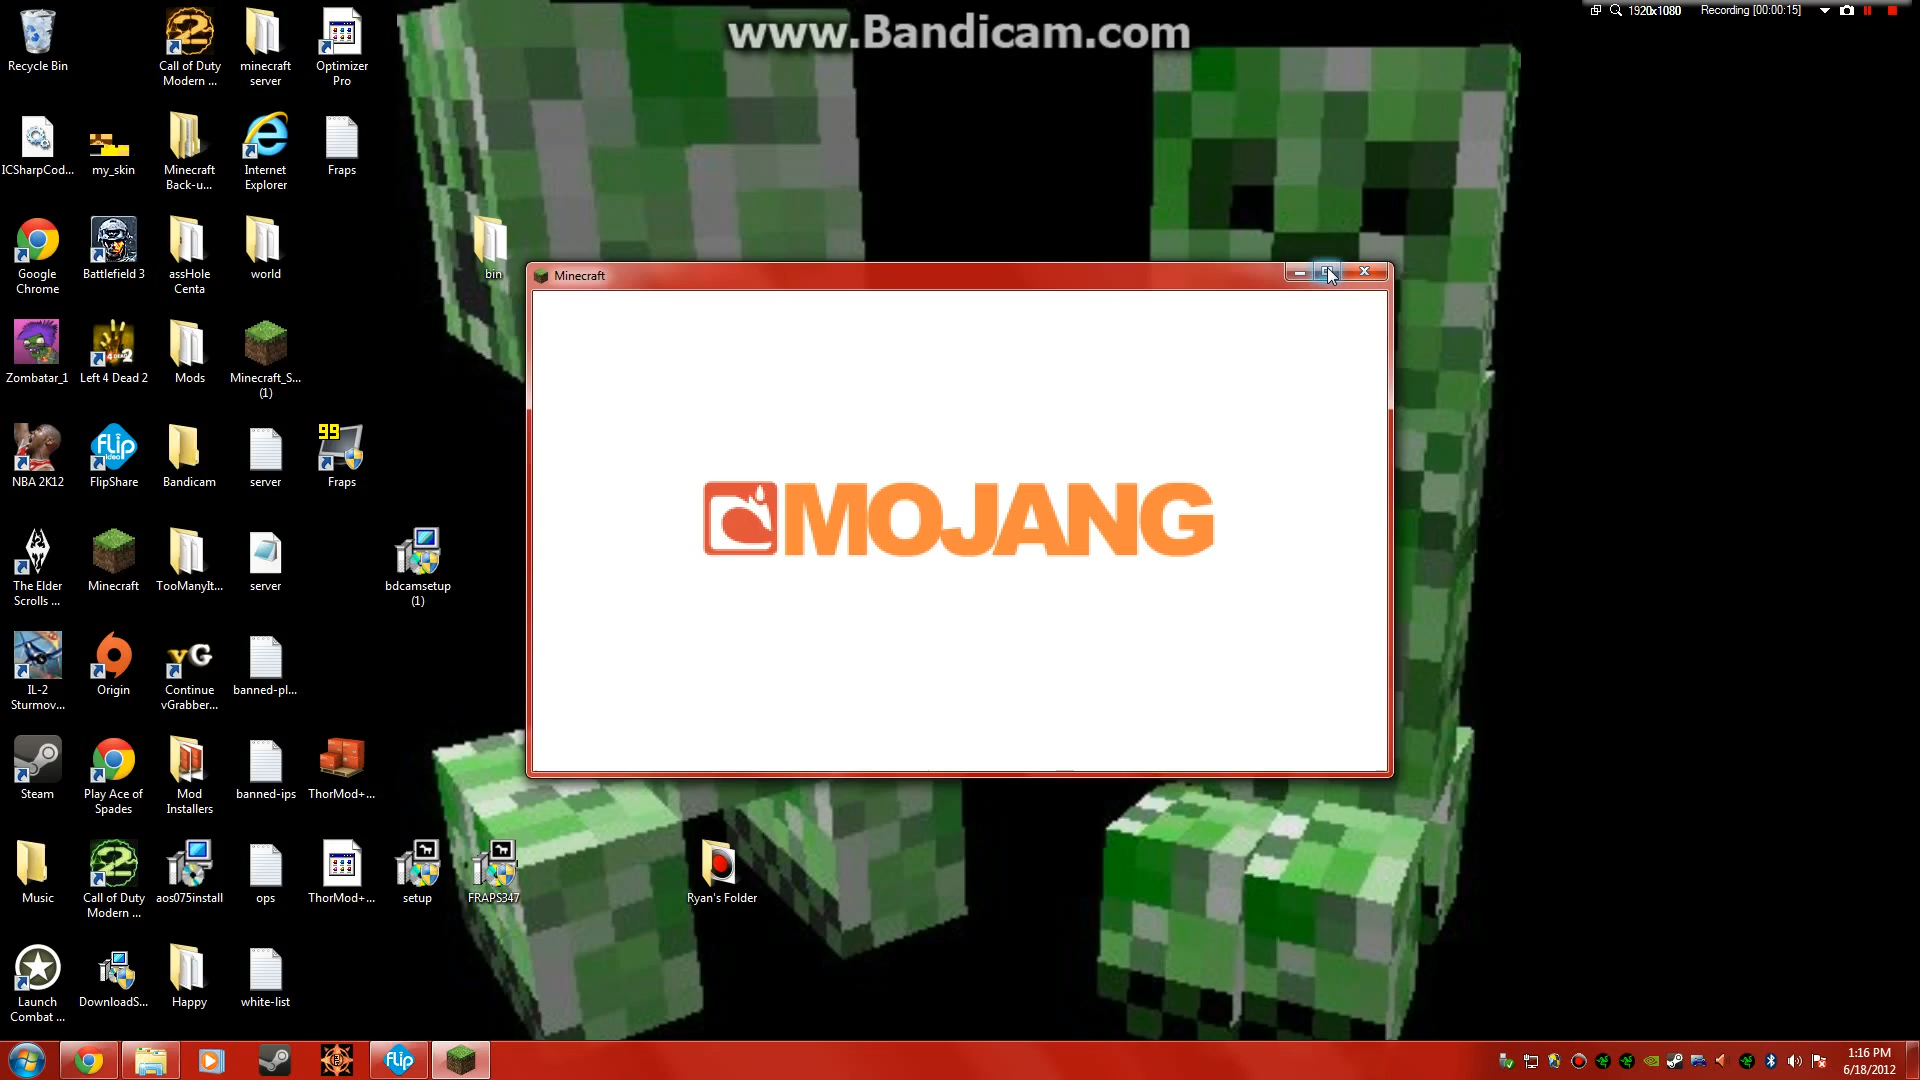 www.Bandicam.com
1920x1080 Recording [00:00:15]
Recycle Bin
Call of Duty
Modern ...
minecraft
server
Optimizer
Pro
ICSharpCod...
my_skin
Minecraft
Back-u...
Internet
Explorer
Fraps
Google
Chrome
Battlefield 3
assHole
Centa
world
bin
Minecraft
Zombatar_1
Left 4 Dead 2
Mods
Minecraft_S...
(1)
MOJANG
NBA 2K12
FlipShare
Bandicam
server
99
Fraps
The Elder
Scrolls ...
Minecraft
TooManyIt...
server
bdcamsetup
(1)
IL-2
Sturmov...
Origin
Continue
vGrabber...
banned-pl...
Steam
Play Ace of
Spades
Mod
Installers
banned-ips
ThorMod+...
Music
Call of Duty
Modern ...
aos075install
ops
ThorMod+...
setup
FRAPS347
Ryan's Folder
Launch
Combat ...
DownloadS...
Happy
white-list
flip
1:16 PM
6/18/2012